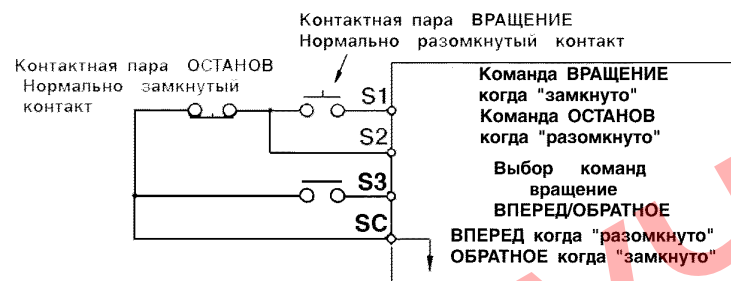 Контактная пара ВРАЩЕНИЕ
Нормально разомкнутый контакт
Контактная пара ОСТАНОВ
Нормально замкнутый
контакт
S1
S2
S3
SC
Команда ВРАЩЕНИЕ
когда "замкнуто"
Команда ОСТАНОВ
когда "разомкнуто"
Выбор команд
вращение
ВПЕРЕД/ОБРАТНОЕ
ВПЕРЕД когда "разомкнуто"
ОБРАТНОЕ когда "замкнуто"